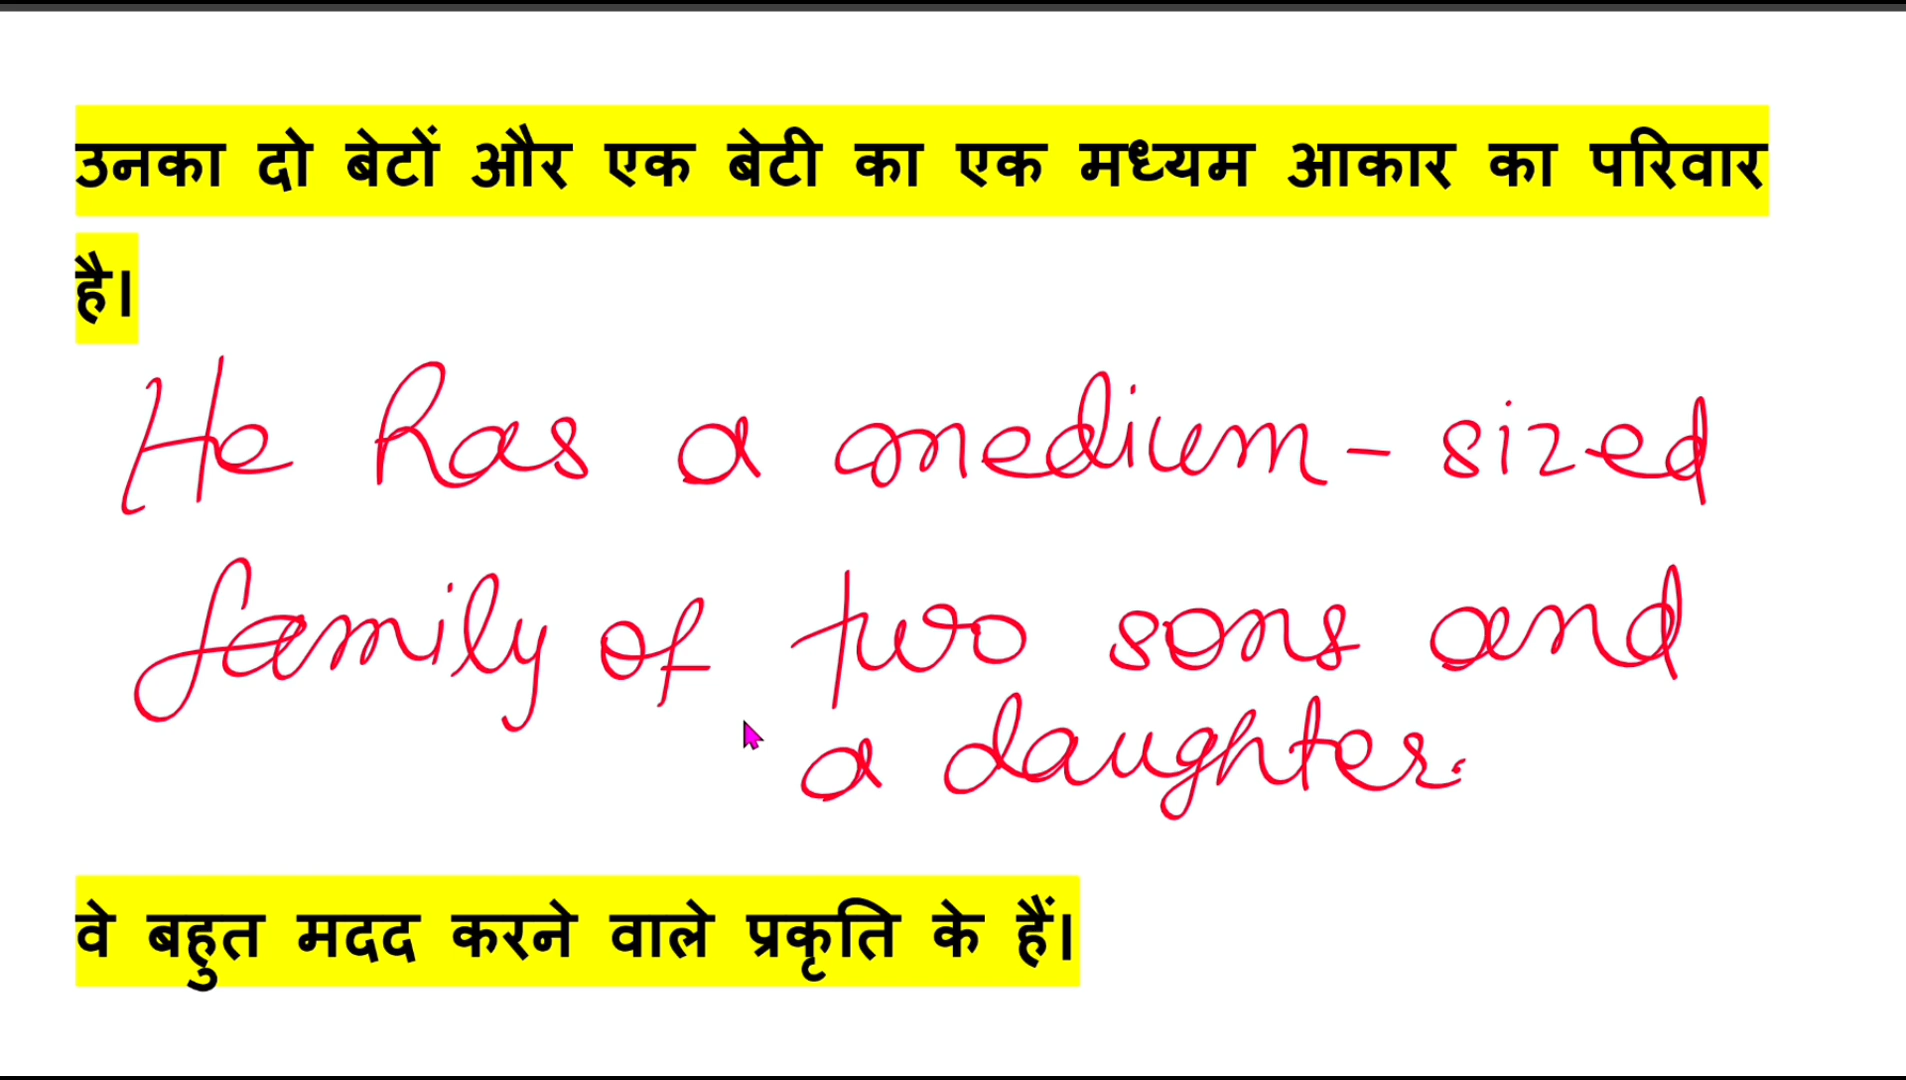 उनका दो बेटों और एक बेटी का एक मध्यम आकार का परिवार
है।
He has a medium-sized
family of two sons and
a daughter.
वे बहुत मदद करने वाले प्रकृति के हैं।